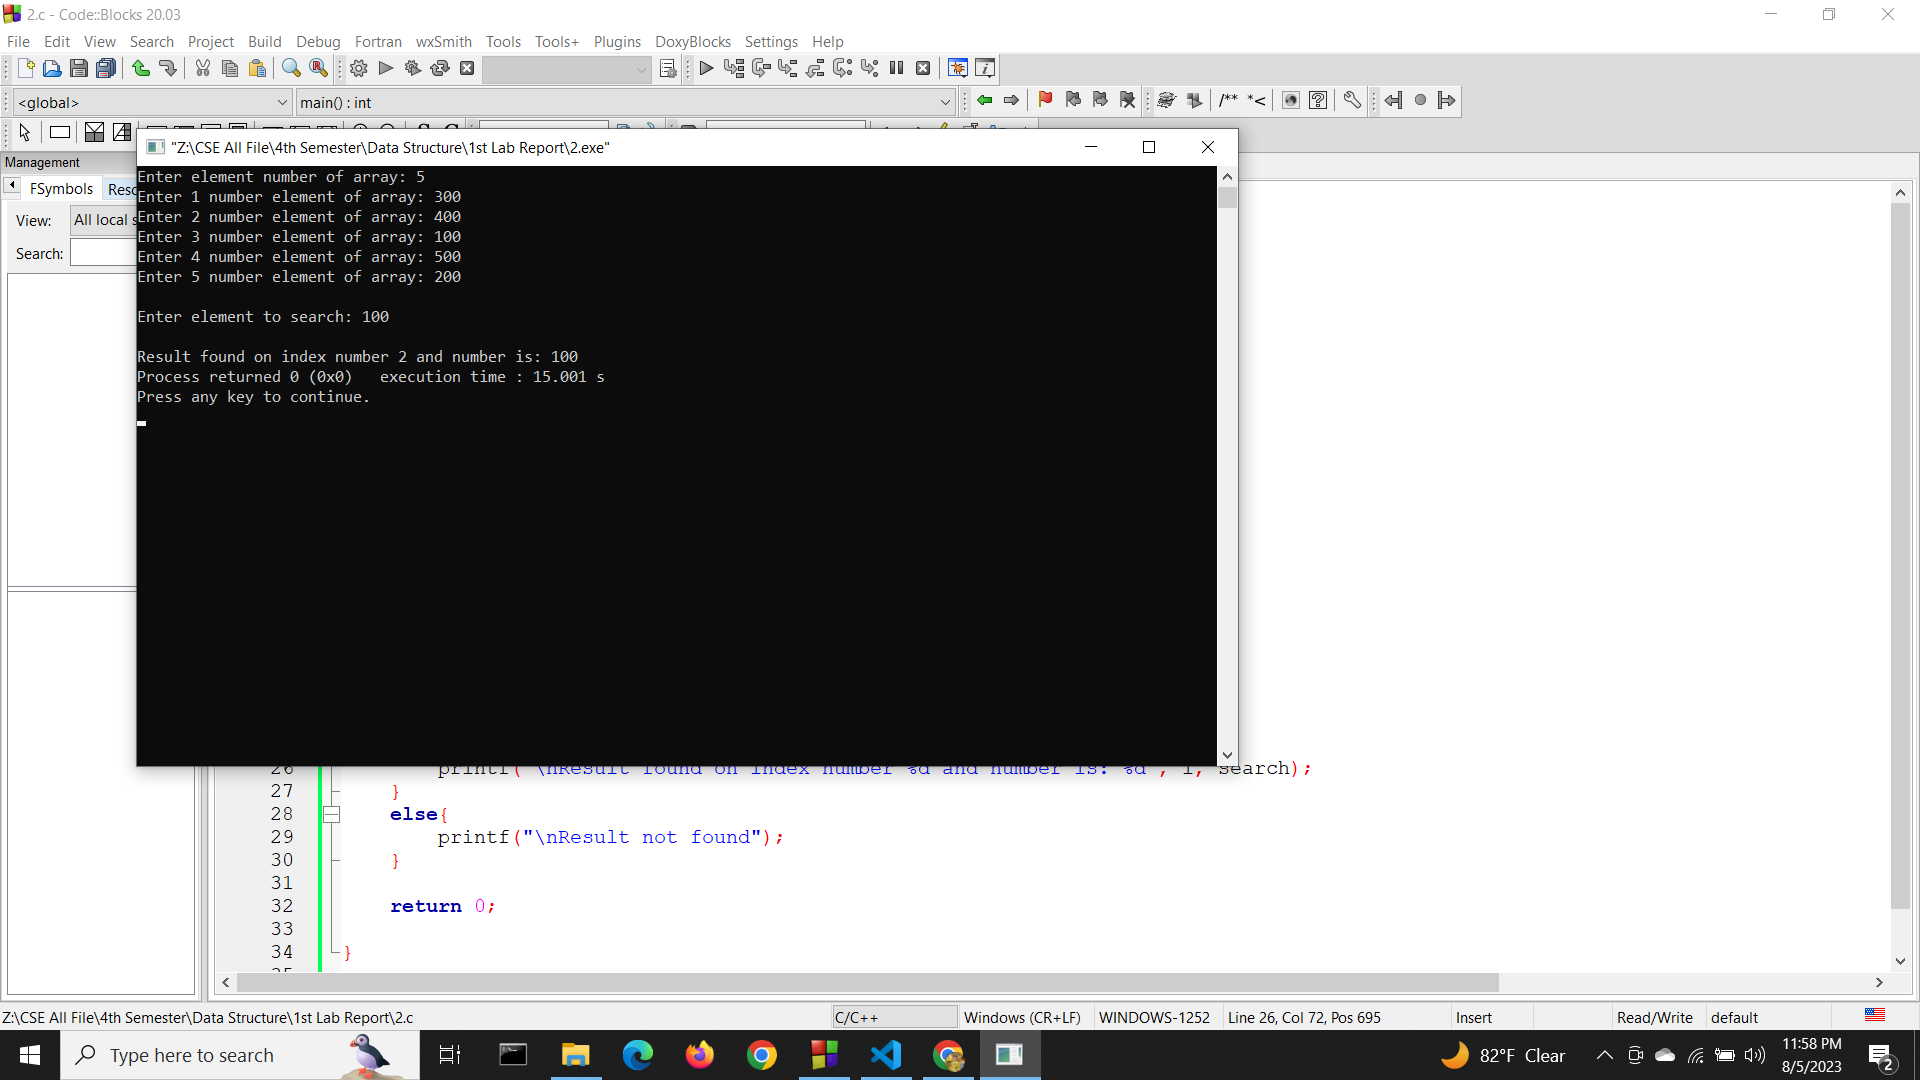 2.c - Code::Blocks 20.03
File Edit View Search Project Build Debug Fortran wxSmith Tools Tools+ Plugins DoxyBlocks Settings Help
<global> main() : int
/** *<
"Z:\CSE All File\4th Semester\Data Structure\1st Lab Report\2.exe"
Management
FSymbols
View: All local
Search:
Enter element number of array: 5
Enter 1 number element of array: 300
Enter 2 number element of array: 400
Enter 3 number element of array: 100
Enter 4 number element of array: 500
Enter 5 number element of array: 200
Enter element to search: 100
Result found on index number 2 and number is: 100
Process returned 0 (0x0)   execution time : 15.001 s
Press any key to continue.
26 printf("\nResult found on index number %d and number is: %d", i, search);
27 }
28 else{
29 printf("\nResult not found");
30 }
31
32 return 0;
33
34 }
35
Z:\CSE All File\4th Semester\Data Structure\1st Lab Report\2.c C/C++ Windows (CR+LF) WINDOWS-1252 Line 26, Col 72, Pos 695 Insert Read/Write default
Type here to search 82°F Clear 11:58 PM
8/5/2023 2